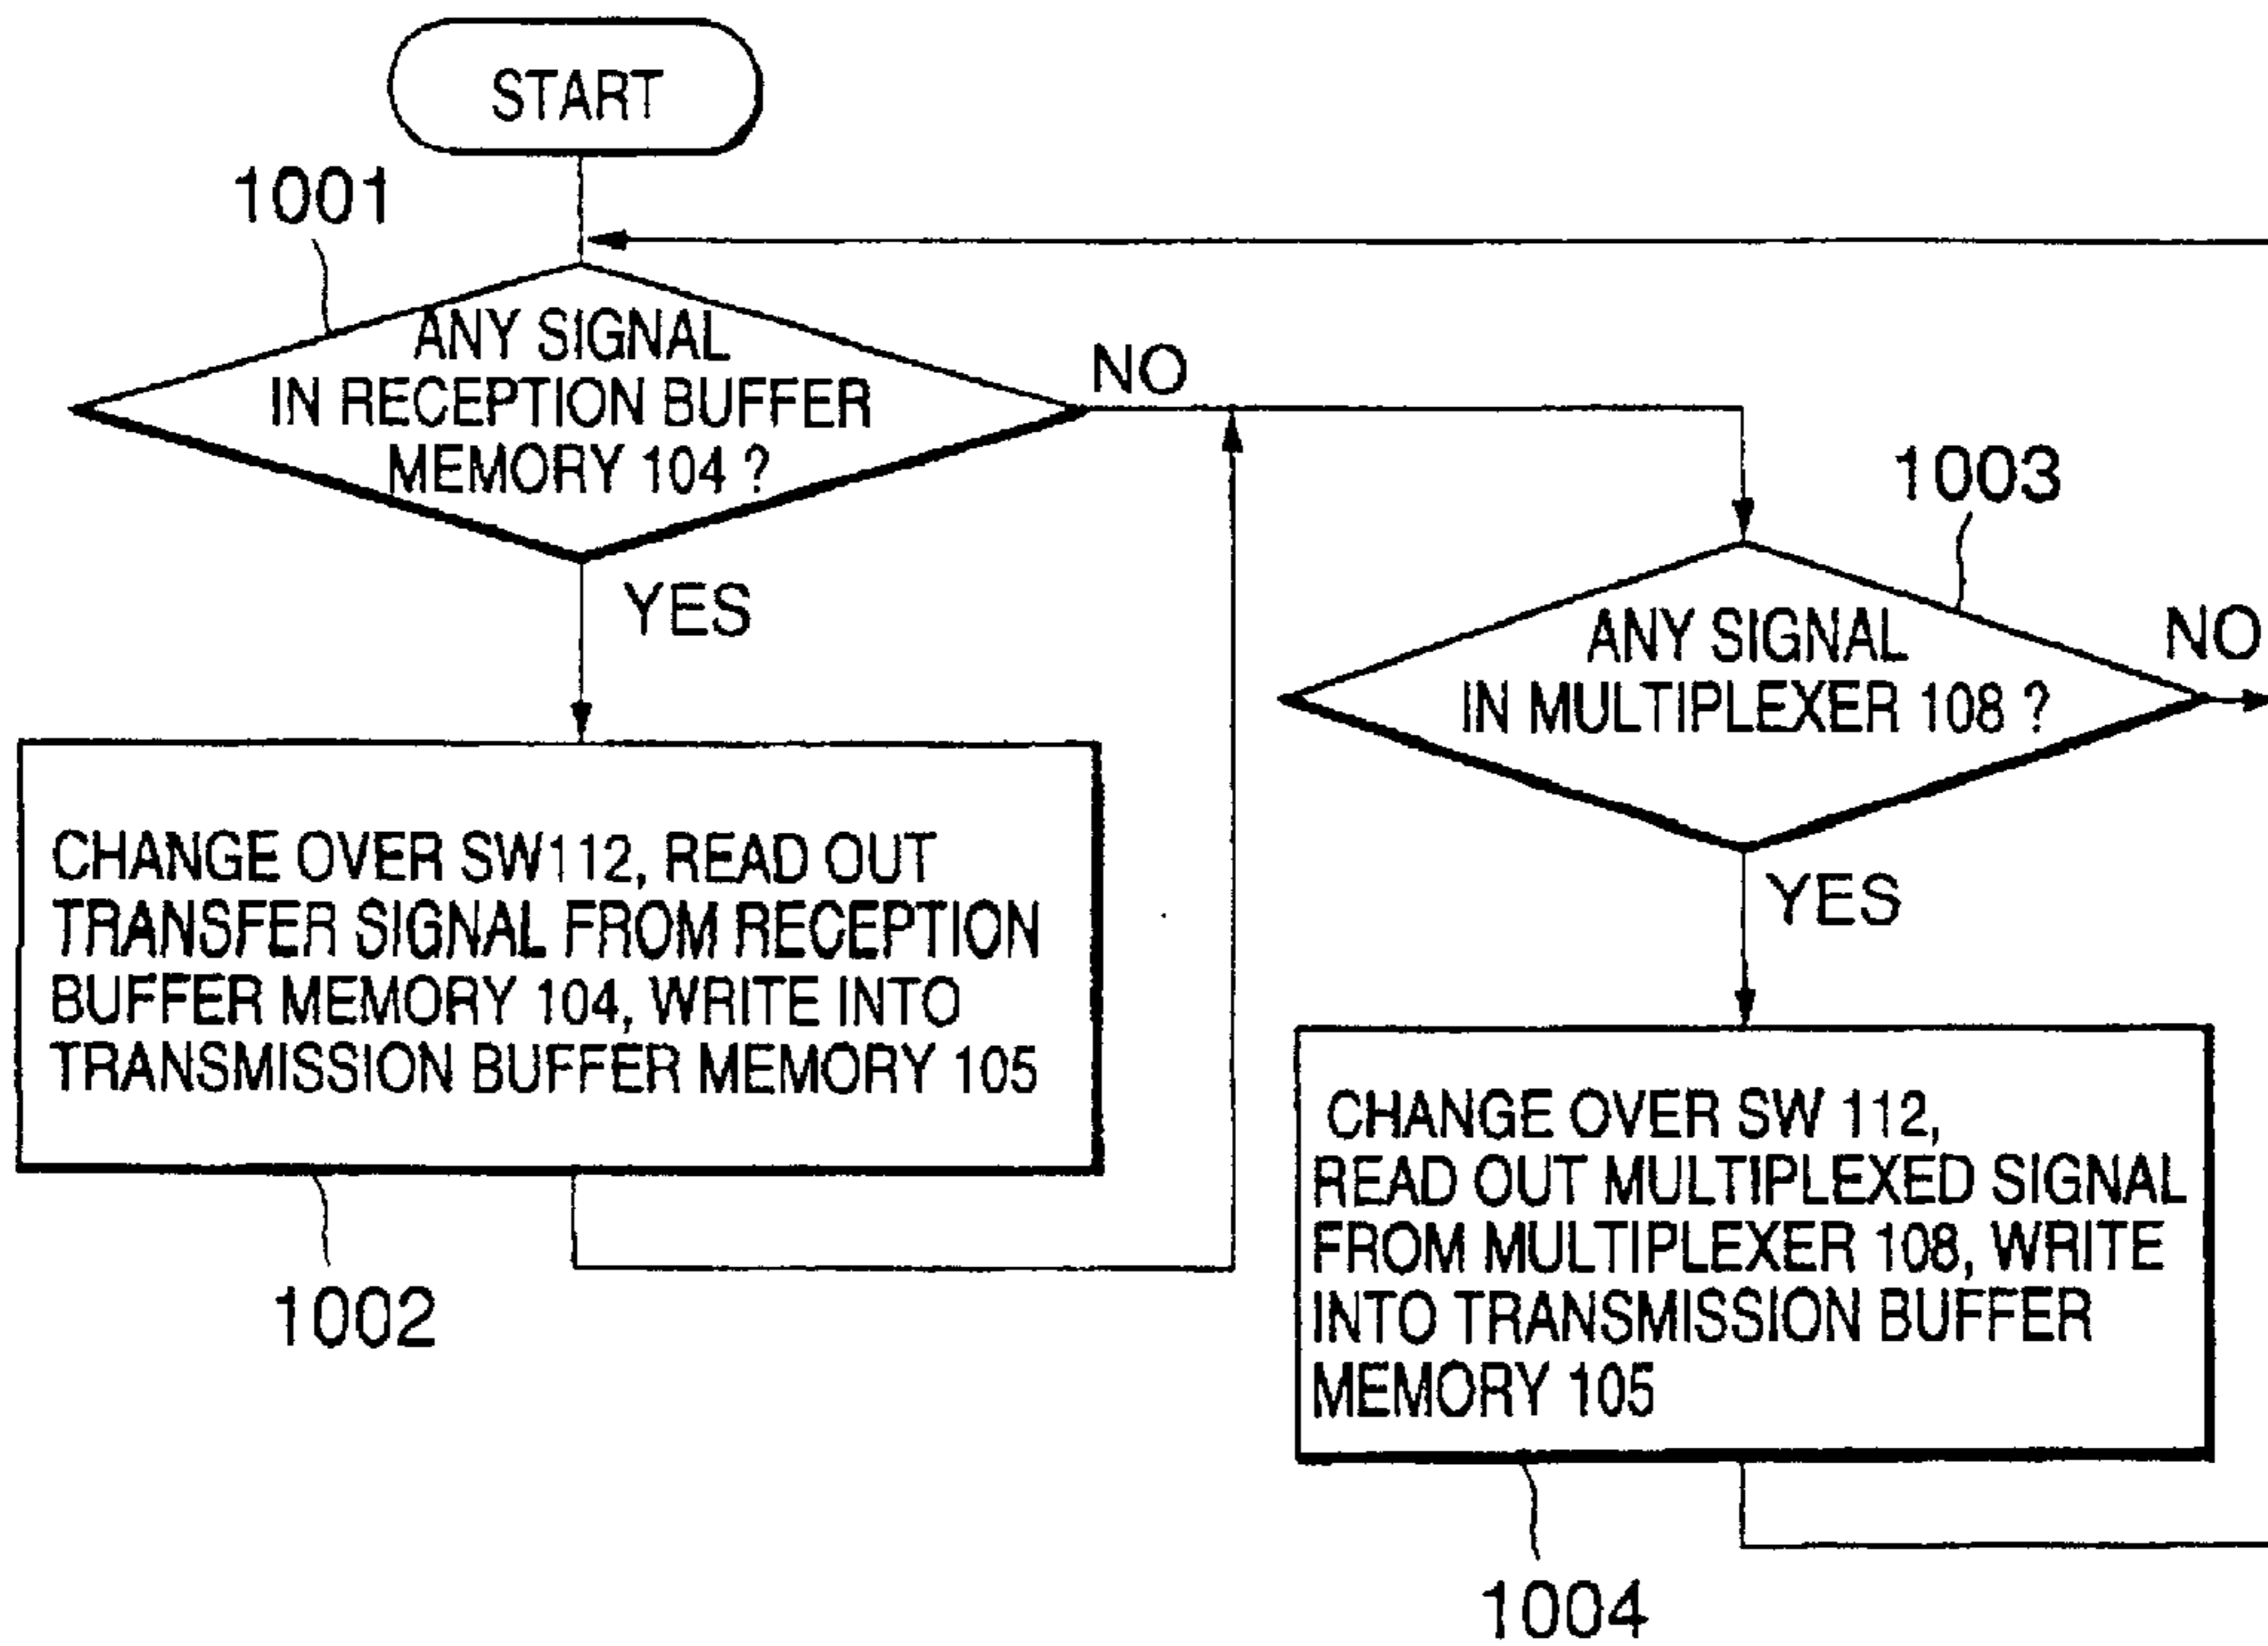 START
1001
ANY SIGNAL
IN RECEPTION BUFFER
MEMORY 104 ?
NO
YES
CHANGE OVER SW112, READ OUT
TRANSFER SIGNAL FROM RECEPTION
BUFFER MEMORY 104, WRITE INTO
TRANSMISSION BUFFER MEMORY 105
1002
1003
ANY SIGNAL
IN MULTIPLEXER 108 ?
NO
YES
CHANGE OVER SW 112,
READ OUT MULTIPLEXED SIGNAL
FROM MULTIPLEXER 108, WRITE
INTO TRANSMISSION BUFFER
MEMORY 105
1004